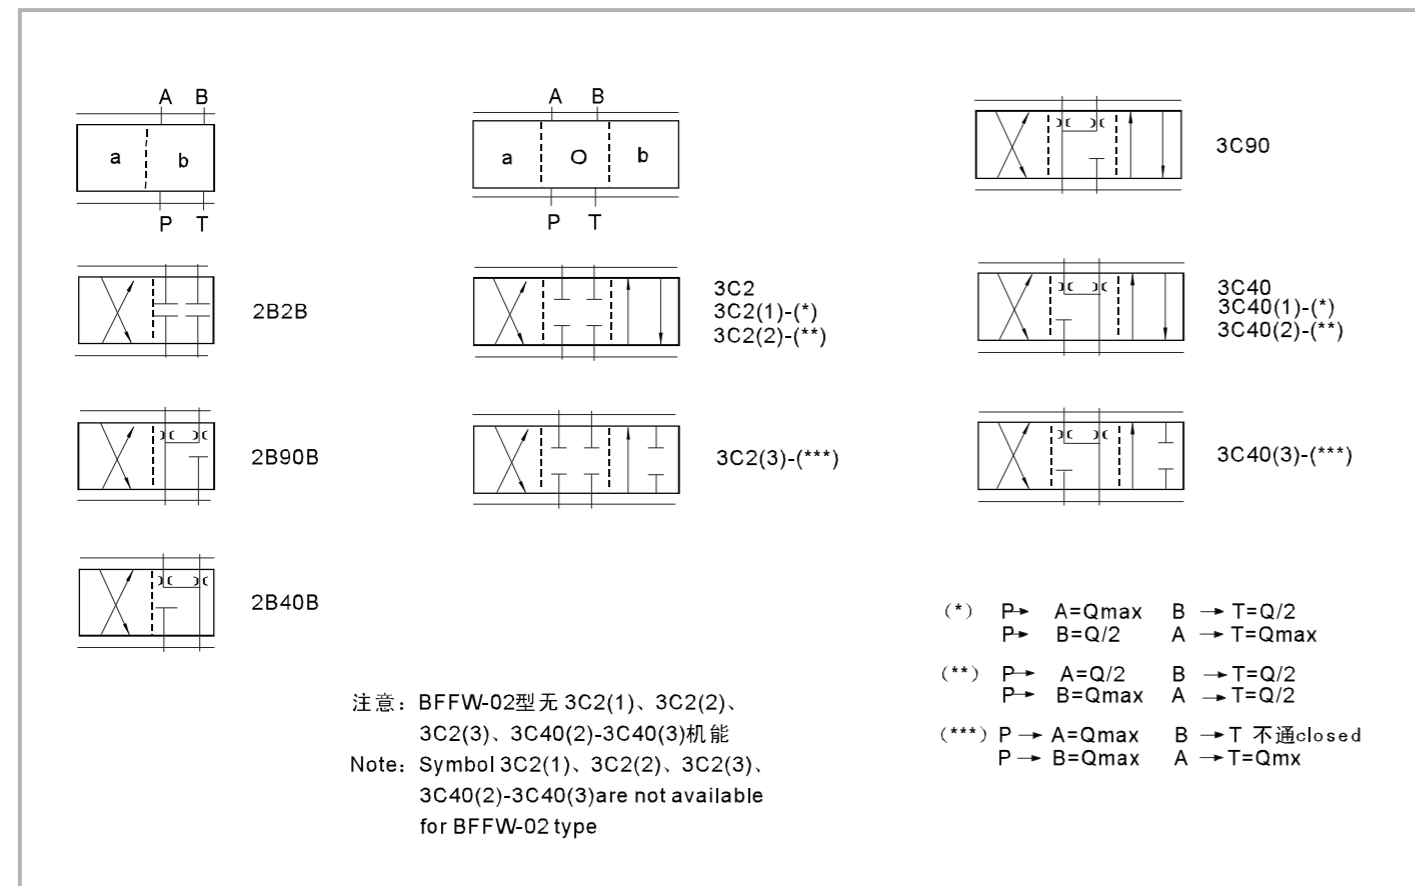 A B
a b
P T
2B2B
2B90B
2B40B
A B
a O b
P T
3C2
3C2(1)-(*)
3C2(2)-(**)
3C2(3)-(***)
3C90
3C40
3C40(1)-(*)
3C40(2)-(**)
3C40(3)-(***)
(*) P→ A=Qmax B →T=Q/2
P→ B=Q/2 A →T=Qmax
(**) P→ A=Q/2 B →T=Q/2
P→ B=Qmax A →T=Q/2
(***) P→ A=Qmax B →T 不通closed
P→ B=Qmax A →T=Qmx
注意：BFFW-02型无 3C2(1)、3C2(2)、
3C2(3)、3C40(2)-3C40(3)机能
Note：Symbol 3C2(1)、3C2(2)、3C2(3)、
3C40(2)-3C40(3)are not available
for BFFW-02 type